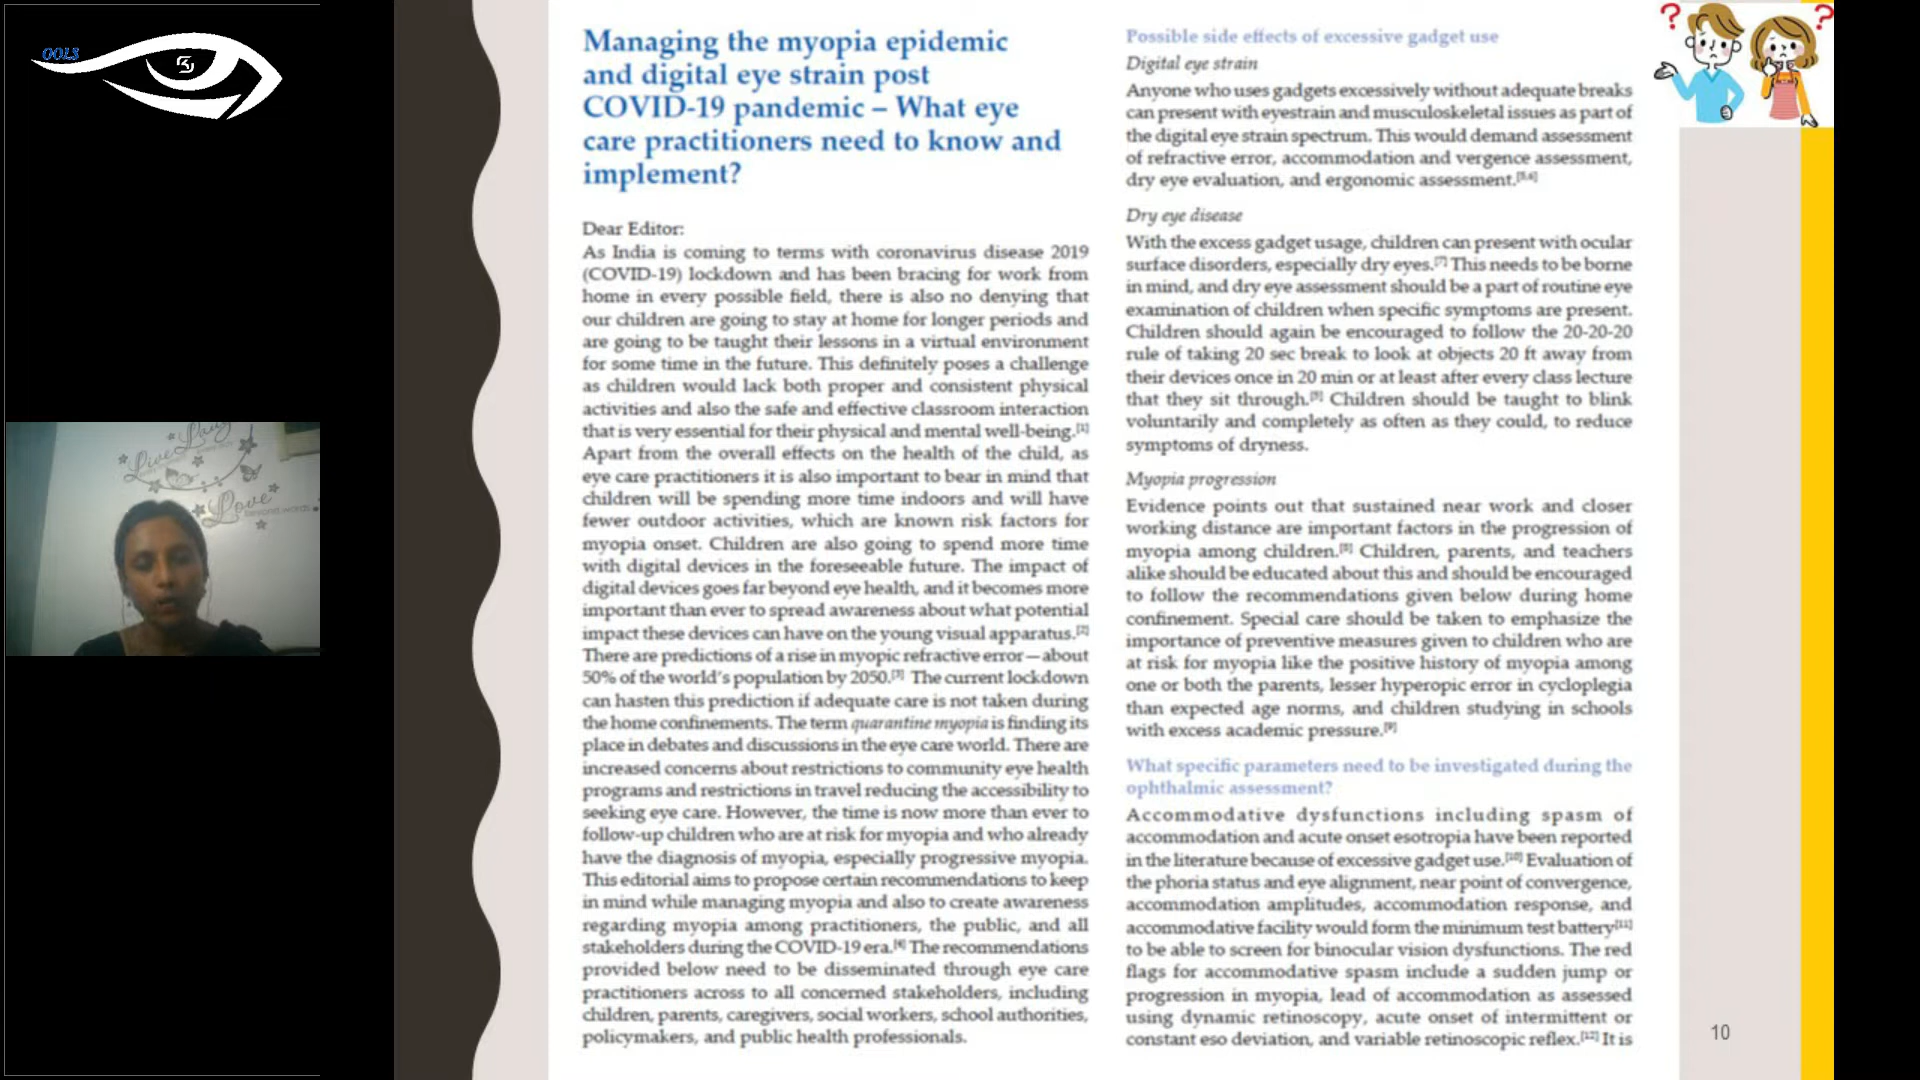 OOLS
Live Laugh
Love
BEYOND WORDS
Managing the myopia epidemic
and digital eye strain post
COVID-19 pandemic – What eye
care practitioners need to know and
implement?
Dear Editor:
As India is coming to terms with coronavirus disease 2019
(COVID-19) lockdown and has been bracing for work from
home in every possible field, there is also no denying that
our children are going to stay at home for longer periods and
are going to be taught their lessons in a virtual environment
for some time in the future. This definitely poses a challenge
as children would lack both proper and consistent physical
activities and also the safe and effective classroom interaction
that is very essential for their physical and mental well-being.[1]
Apart from the overall effects on the health of the child, as
eye care practitioners it is also important to bear in mind that
children will be spending more time indoors and will have
fewer outdoor activities, which are known risk factors for
myopia onset. Children are also going to spend more time
with digital devices in the foreseeable future. The impact of
digital devices goes far beyond eye health, and it becomes more
important than ever to spread awareness about what potential
impact these devices can have on the young visual apparatus.[2]
There are predictions of a rise in myopic refractive error—about
50% of the world's population by 2050.[3] The current lockdown
can hasten this prediction if adequate care is not taken during
the home confinements. The term quarantine myopia is finding its
place in debates and discussions in the eye care world. There are
increased concerns about restrictions to community eye health
programs and restrictions in travel reducing the accessibility to
seeking eye care. However, the time is now more than ever to
follow-up children who are at risk for myopia and who already
have the diagnosis of myopia, especially progressive myopia.
This editorial aims to propose certain recommendations to keep
in mind while managing myopia and also to create awareness
regarding myopia among practitioners, the public, and all
stakeholders during the COVID-19 era.[4] The recommendations
provided below need to be disseminated through eye care
practitioners across to all concerned stakeholders, including
children, parents, caregivers, social workers, school authorities,
policymakers, and public health professionals.
Possible side effects of excessive gadget use
Digital eye strain
Anyone who uses gadgets excessively without adequate breaks
can present with eyestrain and musculoskeletal issues as part of
the digital eye strain spectrum. This would demand assessment
of refractive error, accommodation and vergence assessment,
dry eye evaluation, and ergonomic assessment.[5,6]
Dry eye disease
With the excess gadget usage, children can present with ocular
surface disorders, especially dry eyes.[7] This needs to be borne
in mind, and dry eye assessment should be a part of routine eye
examination of children when specific symptoms are present.
Children should again be encouraged to follow the 20-20-20
rule of taking 20 sec break to look at objects 20 ft away from
their devices once in 20 min or at least after every class lecture
that they sit through.[5] Children should be taught to blink
voluntarily and completely as often as they could, to reduce
symptoms of dryness.
Myopia progression
Evidence points out that sustained near work and closer
working distance are important factors in the progression of
myopia among children.[8] Children, parents, and teachers
alike should be educated about this and should be encouraged
to follow the recommendations given below during home
confinement. Special care should be taken to emphasize the
importance of preventive measures given to children who are
at risk for myopia like the positive history of myopia among
one or both the parents, lesser hyperopic error in cycloplegia
than expected age norms, and children studying in schools
with excess academic pressure.[9]
What specific parameters need to be investigated during the
ophthalmic assessment?
Accommodative dysfunctions including spasm of
accommodation and acute onset esotropia have been reported
in the literature because of excessive gadget use.[10] Evaluation of
the phoria status and eye alignment, near point of convergence,
accommodation amplitudes, accommodation response, and
accommodative facility would form the minimum test battery[11]
to be able to screen for binocular vision dysfunctions. The red
flags for accommodative spasm include a sudden jump or
progression in myopia, lead of accommodation as assessed
using dynamic retinoscopy, acute onset of intermittent or
constant eso deviation, and variable retinoscopic reflex.[12] It is
? ?
10